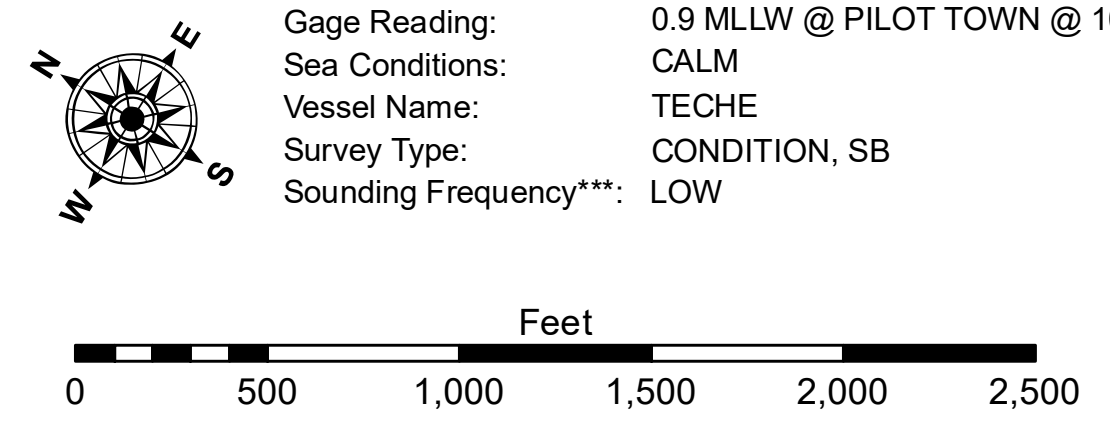 N
E
S
W
Gage Reading: 0.9 MLLW @ PILOT TOWN @
Sea Conditions: CALM
Vessel Name: TECHE
Survey Type: CONDITION, SB
Sounding Frequency***: LOW
Feet
0 500 1,000 1,500 2,000 2,500